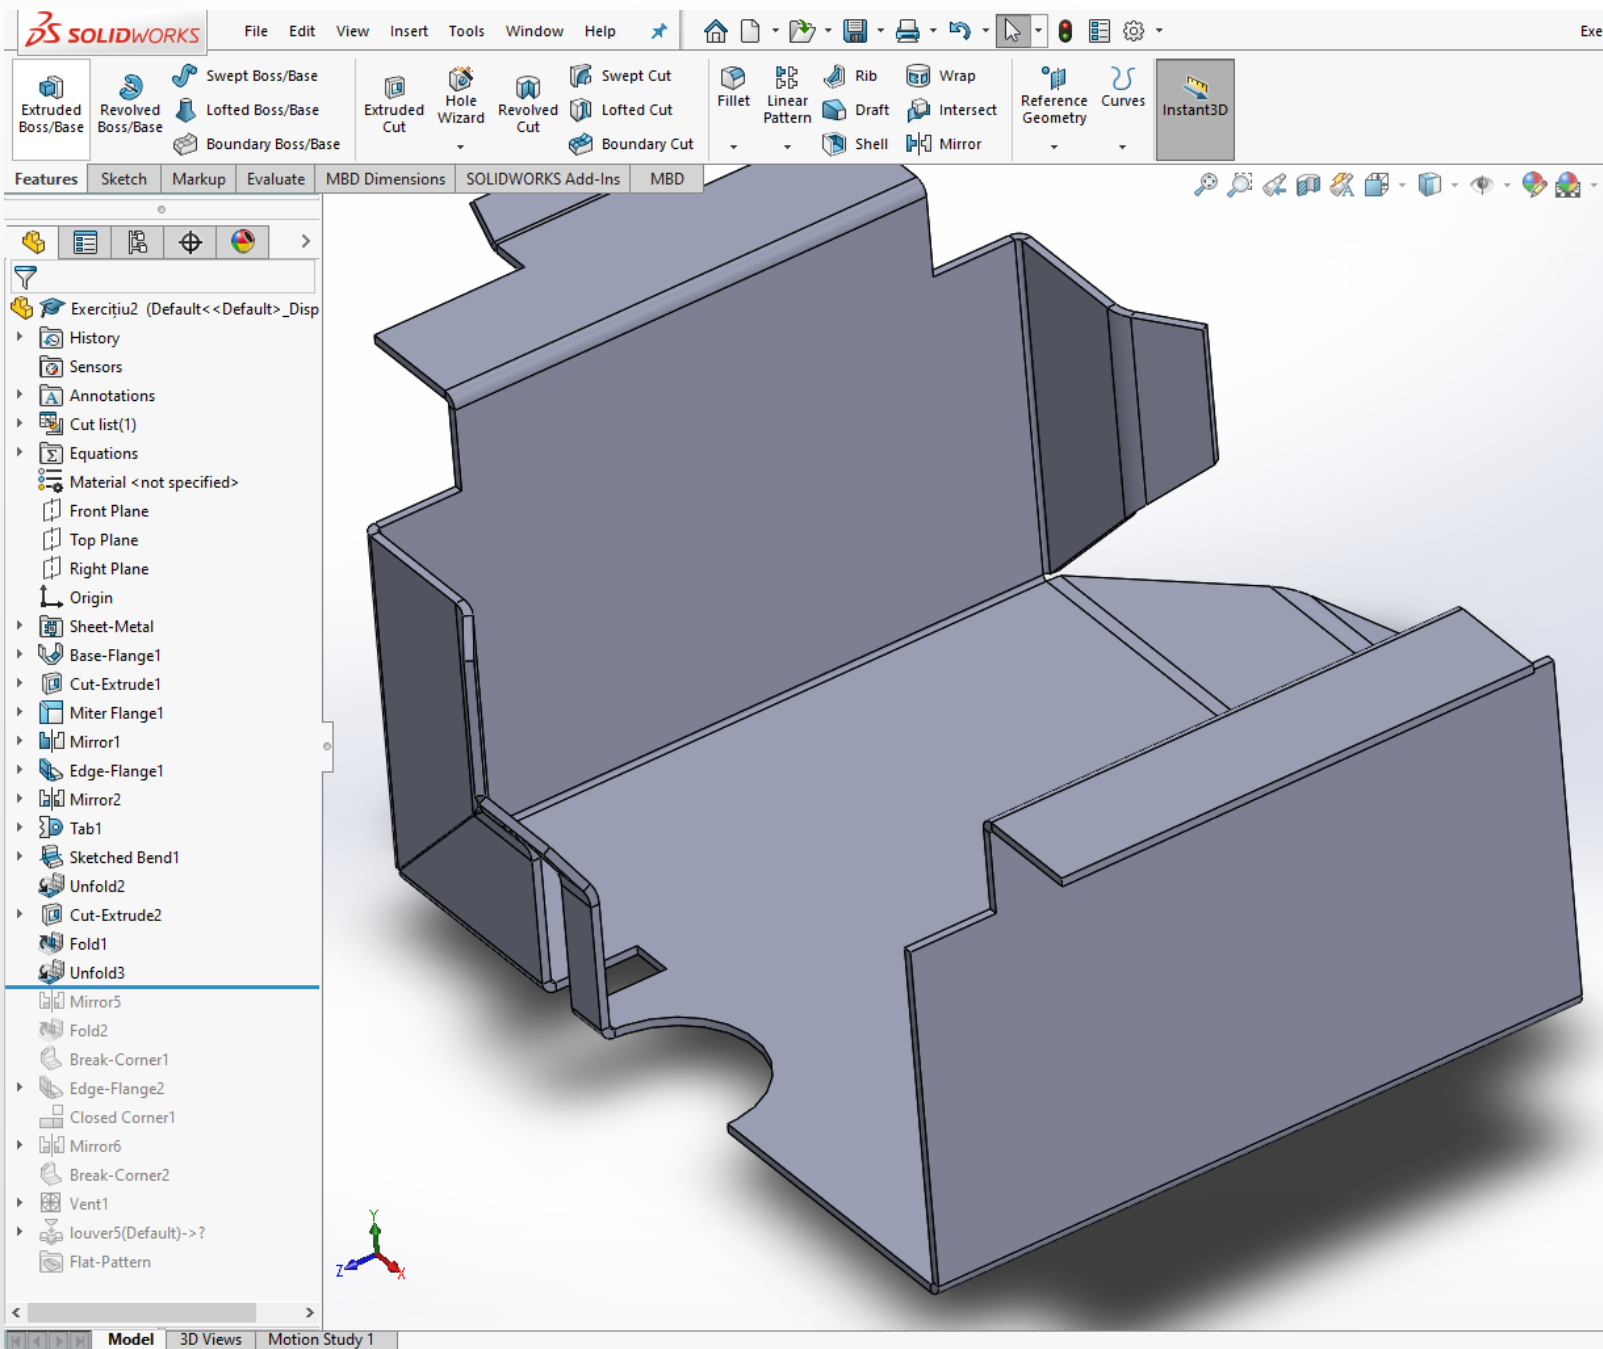 SOLIDWORKS File Edit View Insert Tools Window Help Exe
Extruded Boss/Base
Revolved Boss/Base
Swept Boss/Base
Lofted Boss/Base
Boundary Boss/Base
Extruded Cut
Hole Wizard
Revolved Cut
Swept Cut
Lofted Cut
Boundary Cut
Fillet
Linear Pattern
Rib
Draft
Shell
Wrap
Intersect
Mirror
Reference Geometry
Curves
Instant3D
Features Sketch Markup Evaluate MBD Dimensions SOLIDWORKS Add-Ins MBD
Exercițiu2 (Default<<Default>_Disp
History
Sensors
A Annotations
Cut list(1)
Equations
Material <not specified>
Front Plane
Top Plane
Right Plane
Origin
Sheet-Metal
Base-Flange1
Cut-Extrude1
Miter Flange1
Mirror1
Edge-Flange1
Mirror2
Tab1
Sketched Bend1
Unfold2
Cut-Extrude2
Fold1
Unfold3
Mirror5
Fold2
Break-Corner1
Edge-Flange2
Closed Corner1
Mirror6
Break-Corner2
Vent1
louver5(Default)->?
Flat-Pattern
Y
Z
X
Model 3D Views Motion Study 1